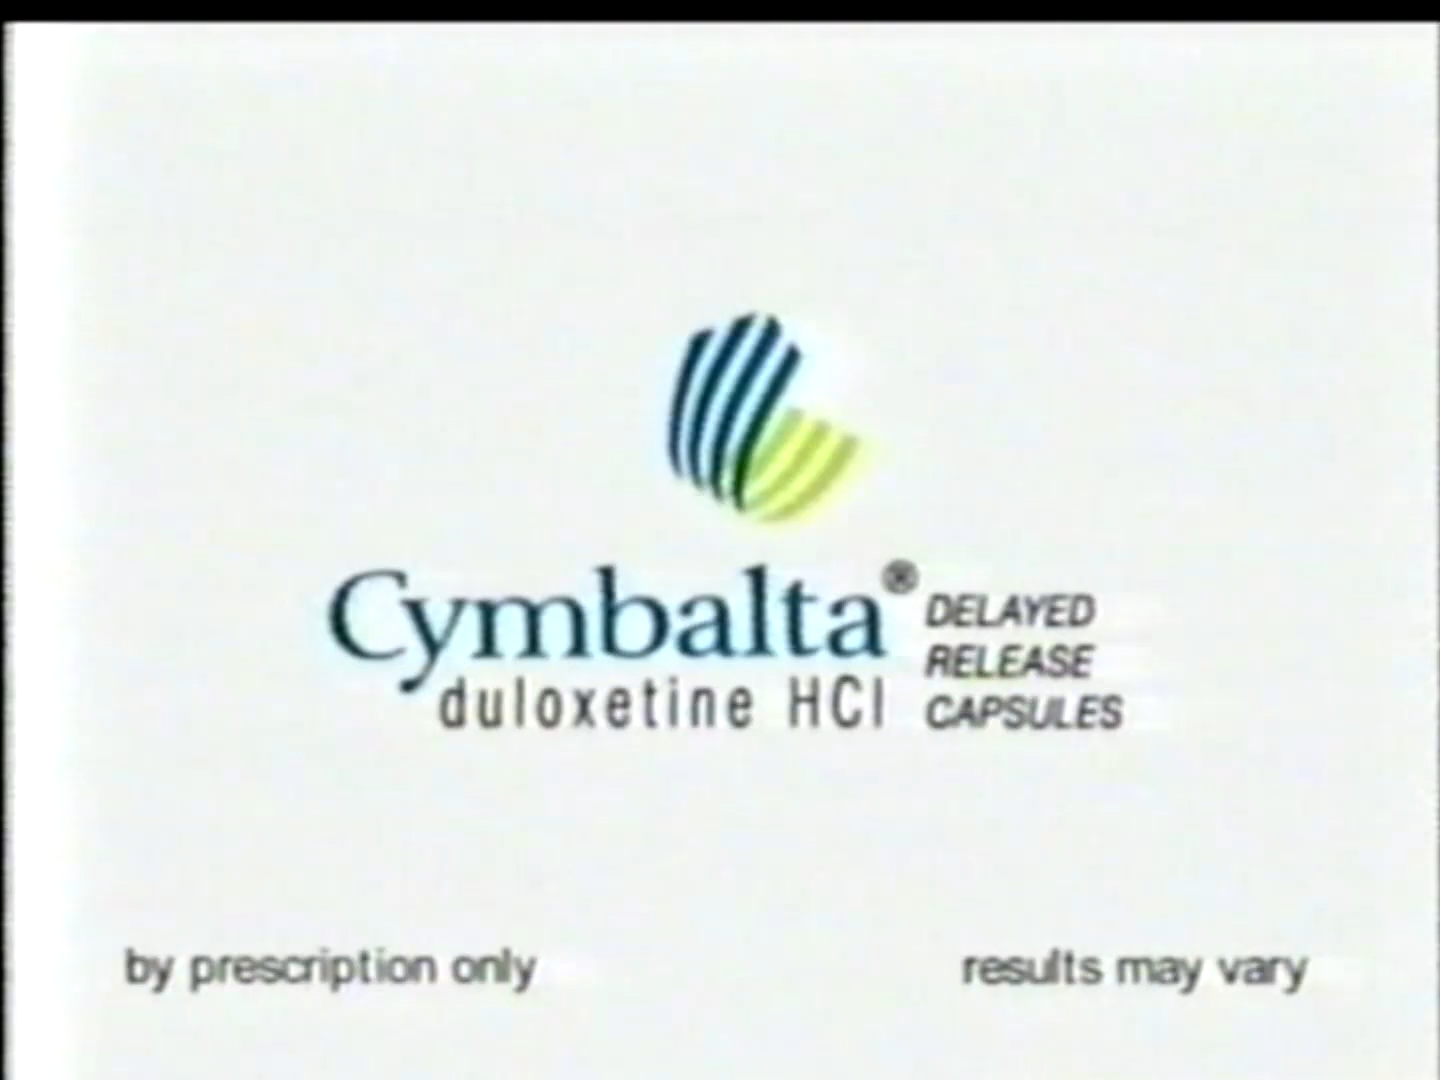 Cymbalta®
duloxetine HCl
DELAYED
RELEASE
CAPSULES
by prescription only
results may vary